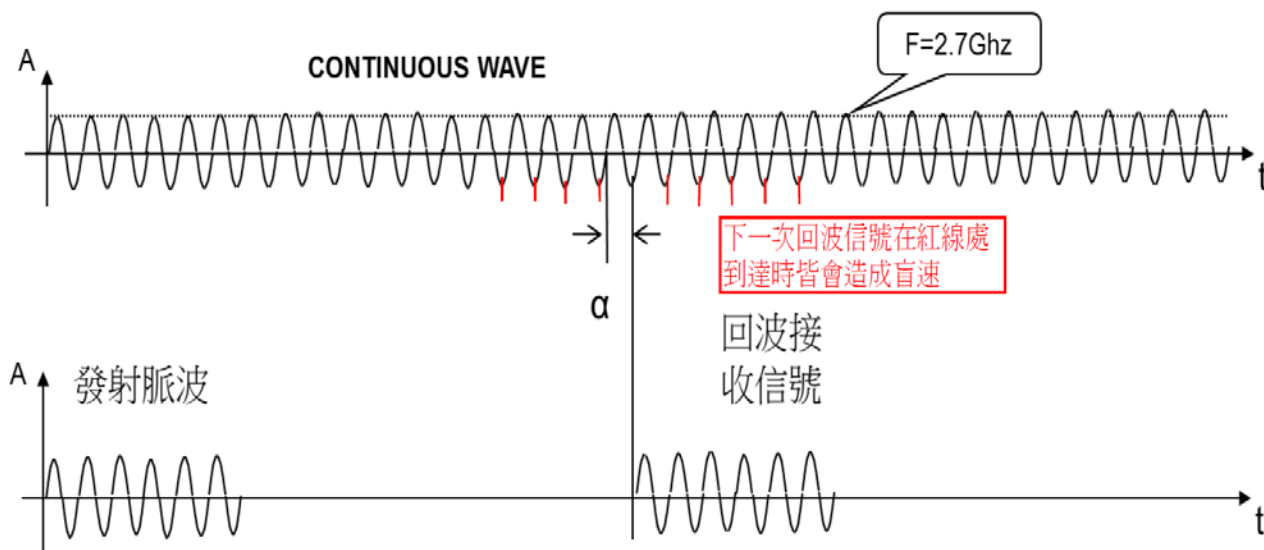 F=2.7Ghz
A
CONTINUOUS WAVE
t
下一次回波信號在紅線處
到達時皆會造成盲速
α
回波接
收信號
A
發射脈波
t